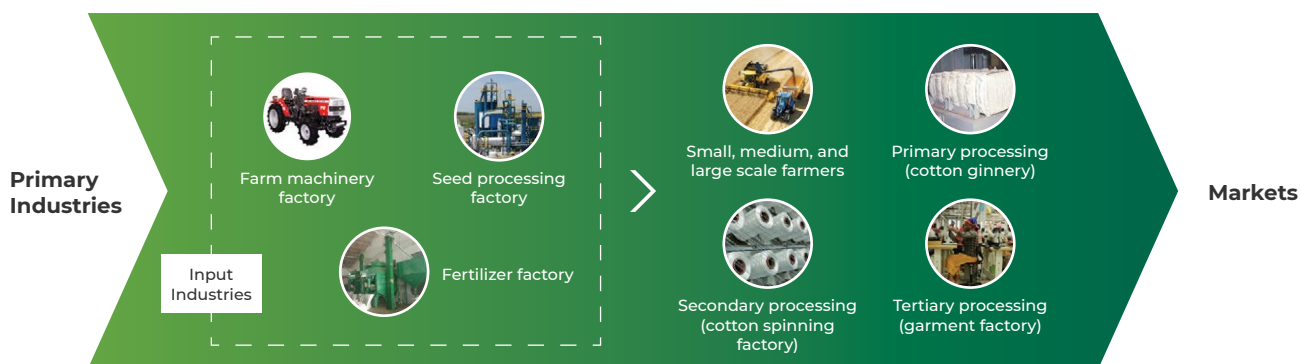 Primary
Industries
Farm machinery
factory
Seed processing
factory
Fertilizer factory
Input
Industries
Small, medium, and
large scale farmers
Primary processing
(cotton ginnery)
Secondary processing
(cotton spinning
factory)
Tertiary processing
(garment factory)
Markets